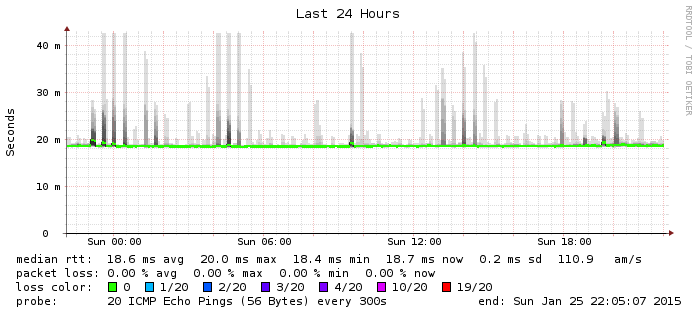 Last 24 Hours
RRDTOOL / TOBI OETIKER
Seconds
40 m
30 m
20 m
10 m
0
Sun 00:00 Sun 06:00 Sun 12:00 Sun 18:00
median rtt: 18.6 ms avg 20.0 ms max 18.4 ms min 18.7 ms now 0.2 ms sd 110.9 am/s
packet loss: 0.00 % avg 0.00 % max 0.00 % min 0.00 % now
loss color: 0 1/20 2/20 3/20 4/20 10/20 19/20
probe: 20 ICMP Echo Pings (56 Bytes) every 300s end: Sun Jan 25 22:05:07 2015